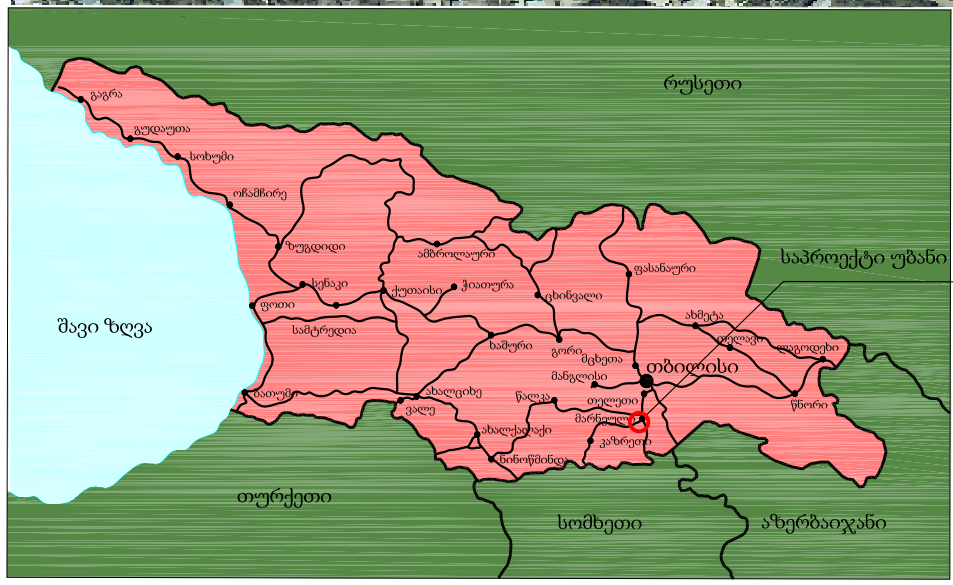 რუსეთი
გაგრა
გუდაუთა
სოხუმი
ოჩამჩირე
ზუგდიდი
ამბროლაური
საპროექტო უბანი
ფასანაური
სენაკი
ქუთაისი
ჭიათურა
ცხინვალი
ფოთი
შავი ზღვა
სამტრედია
ახმეტა
ხაშური
გორი
თელავი
ლაგოდეხი
მცხეთა
თბილისი
მანგლისი
ბათუმი
ახალციხე
წალკა
თელეთი
წნორი
ვალე
მარნეული
ახალქალაქი
კაზრეთი
ნინოწმინდა
თურქეთი
სომხეთი
აზერბაიჯანი